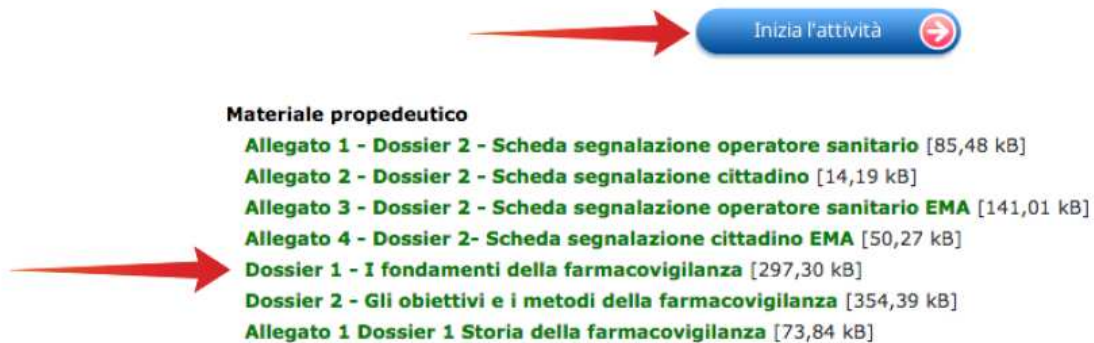 Inizia l'attività
Materiale propedeutico
Allegato 1 - Dossier 2 - Scheda segnalazione operatore sanitario [85,48 kB]
Allegato 2 - Dossier 2 - Scheda segnalazione cittadino [14,19 kB]
Allegato 3 - Dossier 2 - Scheda segnalazione operatore sanitario EMA [141,01 kB]
Allegato 4 - Dossier 2- Scheda segnalazione cittadino EMA [50,27 kB]
Dossier 1 - I fondamenti della farmacovigilanza [297,30 kB]
Dossier 2 - Gli obiettivi e i metodi della farmacovigilanza [354,39 kB]
Allegato 1 Dossier 1 Storia della farmacovigilanza [73,84 kB]